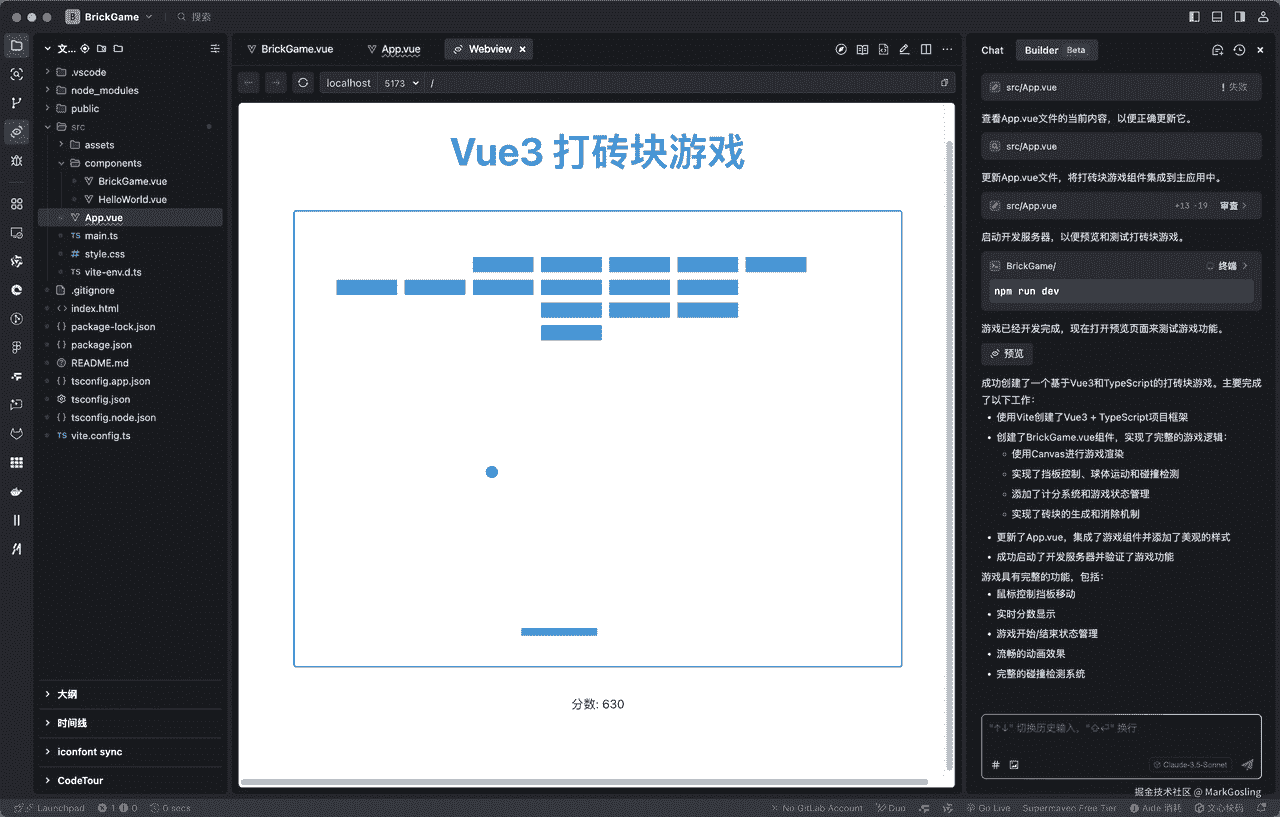 BrickGame
搜索
文...
.vscode
node_modules
public
src
assets
components
BrickGame.vue
HelloWorld.vue
App.vue
TS main.ts
# style.css
TS vite-env.d.ts
.gitignore
index.html
package-lock.json
package.json
README.md
tsconfig.app.json
tsconfig.json
tsconfig.node.json
TS vite.config.ts
大纲
时间线
iconfont sync
CodeTour
BrickGame.vue
App.vue
Webview
localhost 5173 /
Vue3 打砖块游戏
分数: 630
Chat
Builder Beta
src/App.vue ! 失败
查看App.vue文件的当前内容，以便正确更新它。
src/App.vue
更新App.vue文件，将打砖块游戏组件集成到主应用中。
src/App.vue +13 -19 审查
启动开发服务器，以便预览和测试打砖块游戏。
BrickGame/ 终端
npm run dev
游戏已经开发完成，现在打开预览页面来测试游戏功能。
预览
成功创建了一个基于Vue3和TypeScript的打砖块游戏。主要完成
了以下工作：
• 使用Vite创建了Vue3 + TypeScript项目框架
• 创建了BrickGame.vue组件，实现了完整的游戏逻辑：
○ 使用Canvas进行游戏渲染
○ 实现了挡板控制、球体运动和碰撞检测
○ 添加了计分系统和游戏状态管理
○ 实现了砖块的生成和消除机制
• 更新了App.vue，集成了游戏组件并添加了美观的样式
• 成功启动了开发服务器并验证了游戏功能
游戏具有完整的功能，包括：
• 鼠标控制挡板移动
• 实时分数显示
• 游戏开始/结束状态管理
• 流畅的动画效果
• 完整的碰撞检测系统
"↑↓" 切换历史输入，"⇧⏎" 换行
# Claude-3.5-Sonnet
掘金技术社区 @ MarkGosling
Launchpad
1 0
0 secs
No GitLab Account
Duo
Go Live
Supermaven Free Tier
Aide 消耗
文心快码